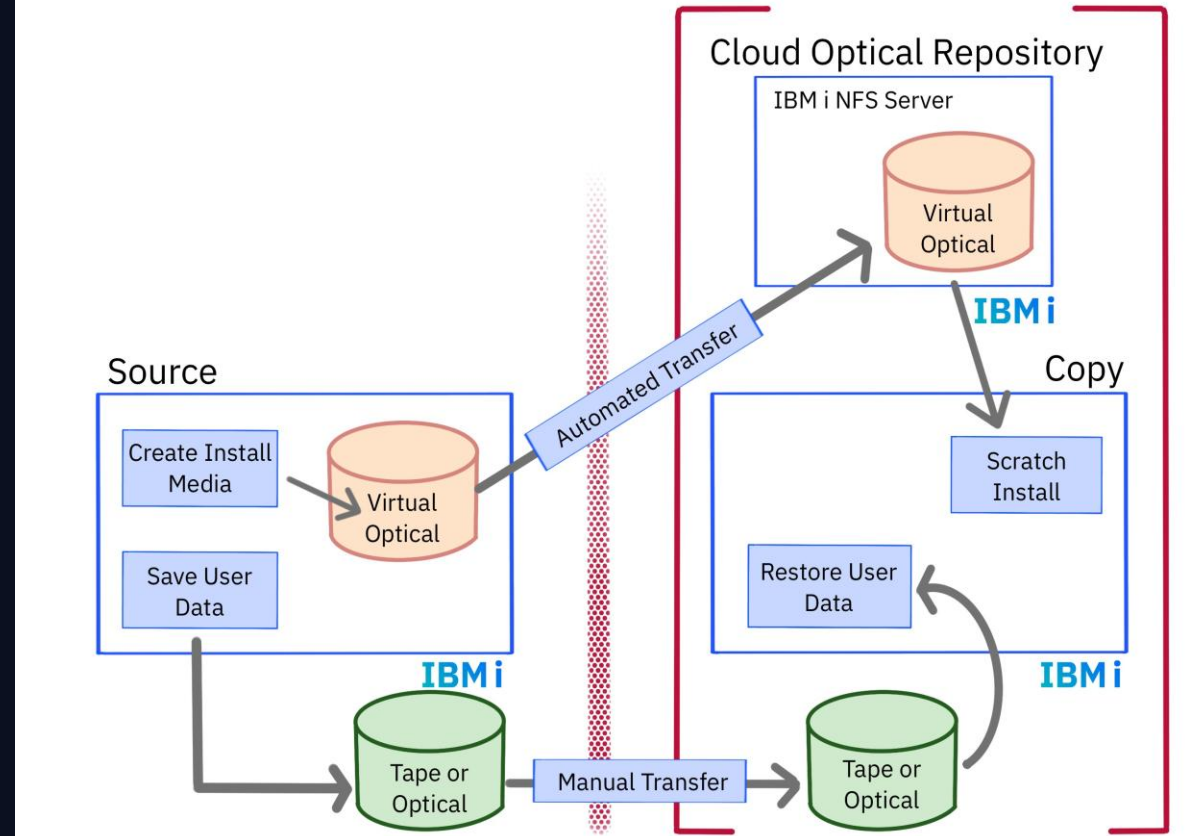 Cloud Optical Repository
IBM i NFS Server
Virtual
Optical
IBM i
Source
Create Install
Media
Virtual
Optical
Save User
Data
IBM i
Automated Transfer
Copy
Scratch
Install
Restore User
Data
IBM i
Tape or
Optical
Manual Transfer
Tape or
Optical